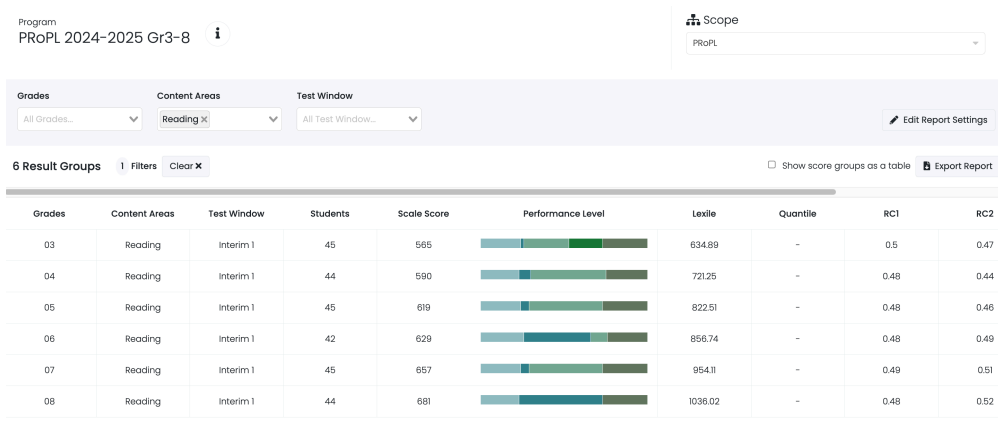 Program
PRoPL 2024-2025 Gr3-8
i
Scope
PRoPL
Grades
Content Areas
Test Window
All Grades...
Reading ×
All Test Window...
Edit Report Settings
6 Result Groups 1 Filters Clear ×
Show score groups as a table Export Report
Grades Content Areas Test Window Students Scale Score Performance Level Lexile Quantile RC1 RC2
03 Reading Interim 1 45 565 634.89 - 0.5 0.47
04 Reading Interim 1 44 590 721.25 - 0.48 0.44
05 Reading Interim 1 45 619 822.51 - 0.48 0.46
06 Reading Interim 1 42 629 856.74 - 0.48 0.49
07 Reading Interim 1 45 657 954.11 - 0.49 0.51
08 Reading Interim 1 44 681 1036.02 - 0.48 0.52